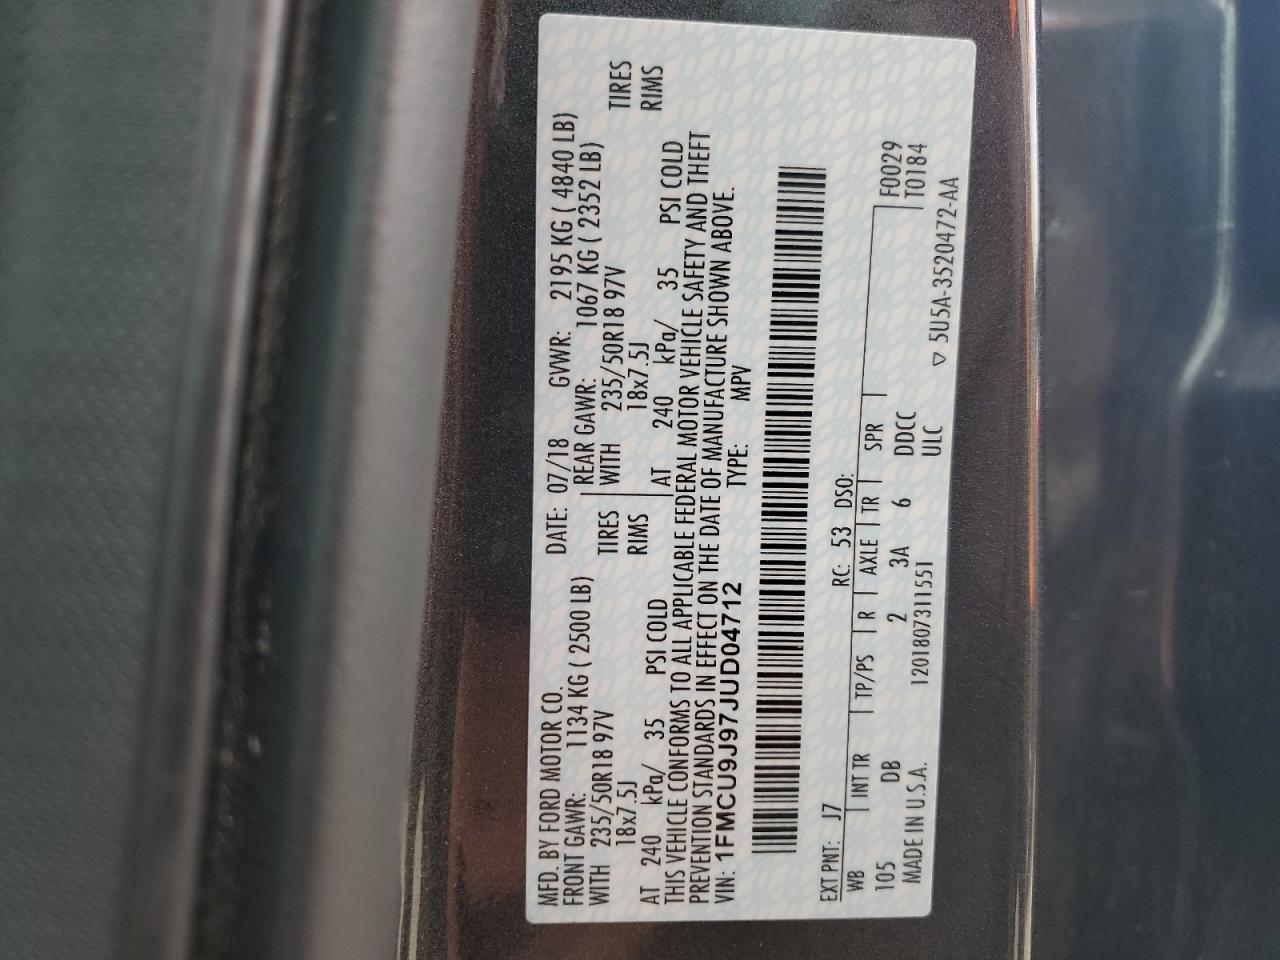 MFD. BY FORD MOTOR CO. DATE: 07/18 GVWR: 2195 KG ( 4840 LB)
FRONT GAWR: 1134 KG ( 2500 LB) REAR GAWR: 1067 KG ( 2352 LB)
WITH 235/50R18 97V TIRES WITH 235/50R18 97V TIRES
18x7.5J RIMS 18x7.5J RIMS
AT 240 kPa/ 35 PSI COLD AT 240 kPa/ 35 PSI COLD
THIS VEHICLE CONFORMS TO ALL APPLICABLE FEDERAL MOTOR VEHICLE SAFETY AND THEFT
PREVENTION STANDARDS IN EFFECT ON THE DATE OF MANUFACTURE SHOWN ABOVE.
VIN: 1FMCU9J97JUD04712 TYPE: MPV
EXT PNT: J7 RC: 53 DSO:
WB INT TR TP/PS R AXLE TR SPR F0029
105 DB 2 3A 6 DDCC T0184
MADE IN U.S.A. 1201807311551 ULC
▽ 5U5A-3520472-AA